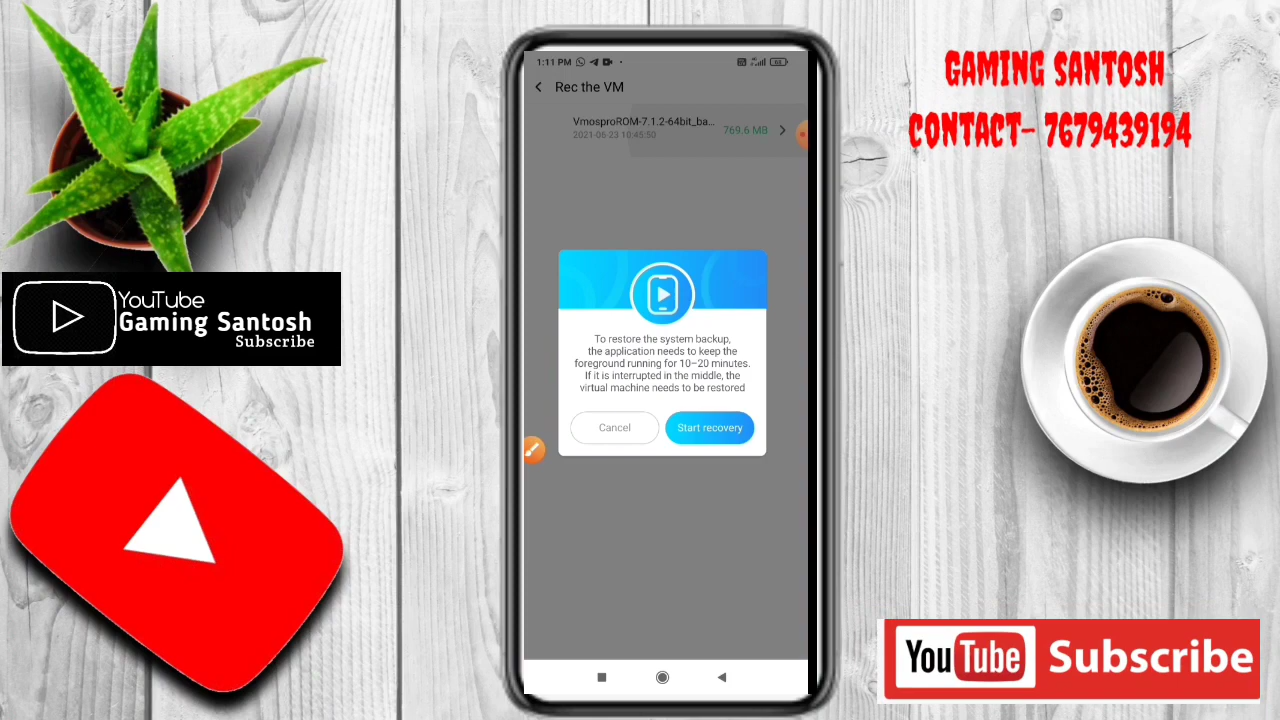 GAMING SANTOSH
CONTACT- 7679439194
1:11 PM
63
Rec the VM
VmosproROM-7.1.2-64bit_ba...
2021-06-23 10:45:50
769.6 MB
To restore the system backup,
the application needs to keep the
foreground running for 10–20 minutes.
If it is interrupted in the middle, the
virtual machine needs to be restored
Cancel
Start recovery
YouTube
Gaming Santosh
Subscribe
YouTube Subscribe